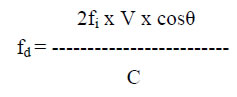 2fi x V x cosθ
fd = --------------------------
C